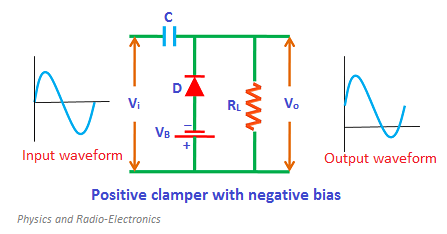 C
D
Vi
RL
Vo
VB
−
+
Input waveform
Output waveform
Positive clamper with negative bias
Physics and Radio-Electronics